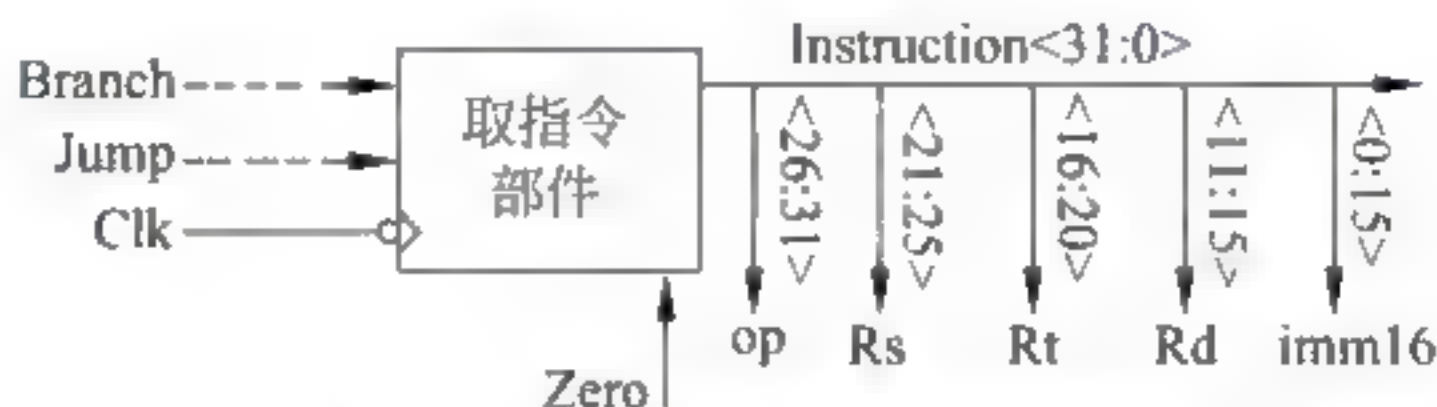 Instruction<31:0>
Branch
取指令
部件
Jump
Clk
<26:31>
<21:25>
<16:20>
<11:15>
<0:15>
op
Rs
Rt
Rd
imm16
Zero